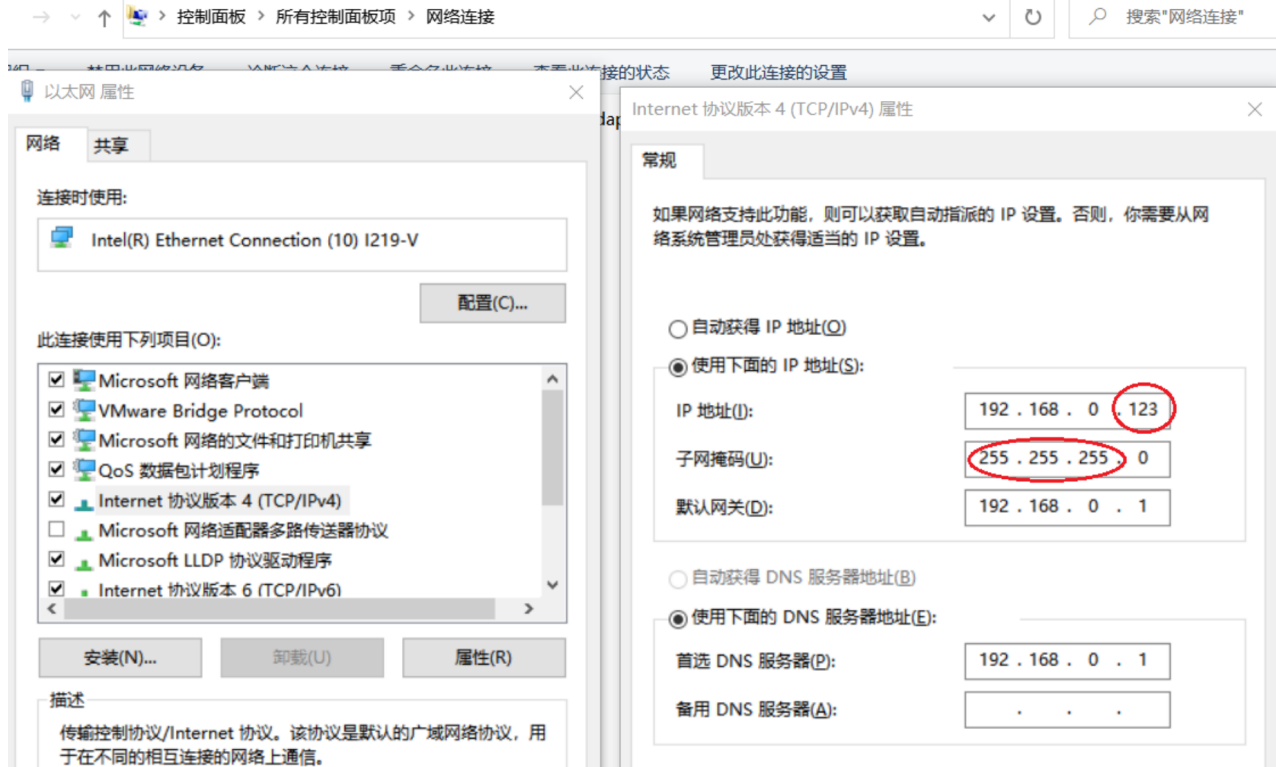 控制面板 > 所有控制面板项 > 网络连接
搜索"网络连接"
查看此连接的状态 更改此连接的设置
以太网 属性
网络 共享
连接时使用:
Intel(R) Ethernet Connection (10) I219-V
配置(C)...
此连接使用下列项目(O):
Microsoft 网络客户端
VMware Bridge Protocol
Microsoft 网络的文件和打印机共享
QoS 数据包计划程序
Internet 协议版本 4 (TCP/IPv4)
Microsoft 网络适配器多路传送器协议
Microsoft LLDP 协议驱动程序
Internet 协议版本 6 (TCP/IPv6)
安装(N)... 卸载(U) 属性(R)
描述
传输控制协议/Internet 协议。该协议是默认的广域网络协议，用
于在不同的相互连接的网络上通信。
Internet 协议版本 4 (TCP/IPv4) 属性
常规
如果网络支持此功能，则可以获取自动指派的 IP 设置。否则，你需要从网
络系统管理员处获得适当的 IP 设置。
自动获得 IP 地址(O)
使用下面的 IP 地址(S):
IP 地址(I): 192 . 168 . 0 . 123
子网掩码(U): 255 . 255 . 255 . 0
默认网关(D): 192 . 168 . 0 . 1
自动获得 DNS 服务器地址(B)
使用下面的 DNS 服务器地址(E):
首选 DNS 服务器(P): 192 . 168 . 0 . 1
备用 DNS 服务器(A): . . .